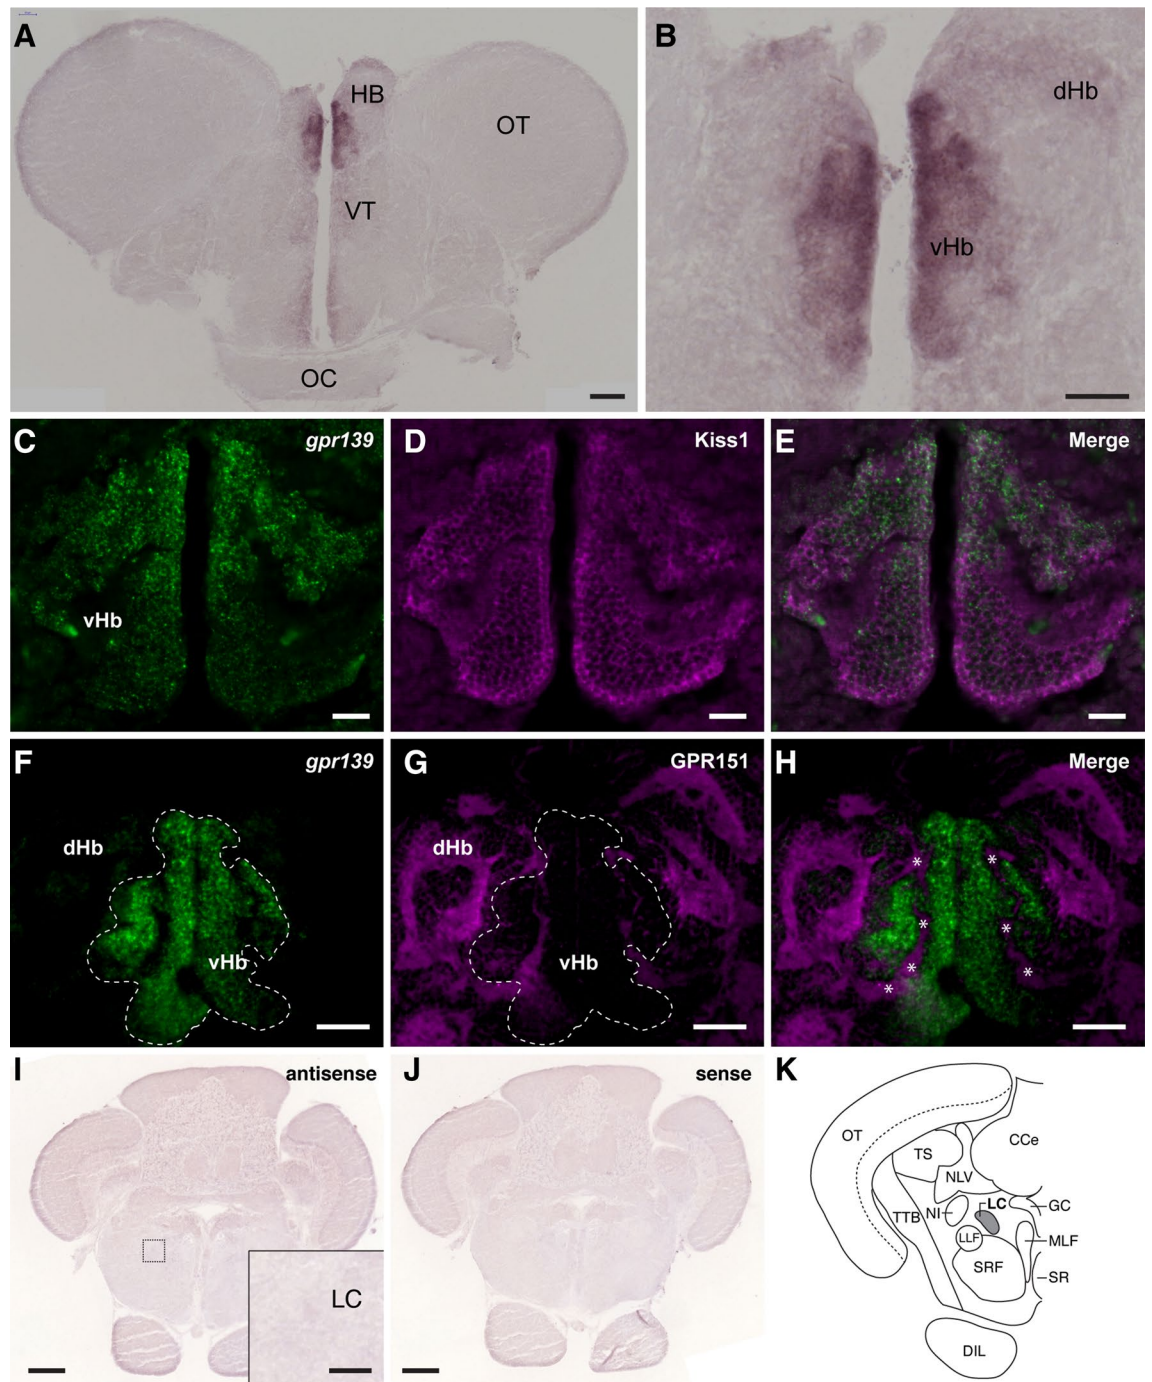 A
HB
OT
VT
OC
B
dHb
vHb
C
gpr139
vHb
D
Kiss1
E
Merge
F
gpr139
dHb
vHb
G
GPR151
dHb
vHb
H
Merge
*
*
*
*
*
*
*
I
antisense
LC
J
sense
K
OT
TS
CCe
NLV
TTB
NI
LC
GC
LLF
MLF
SRF
SR
DIL